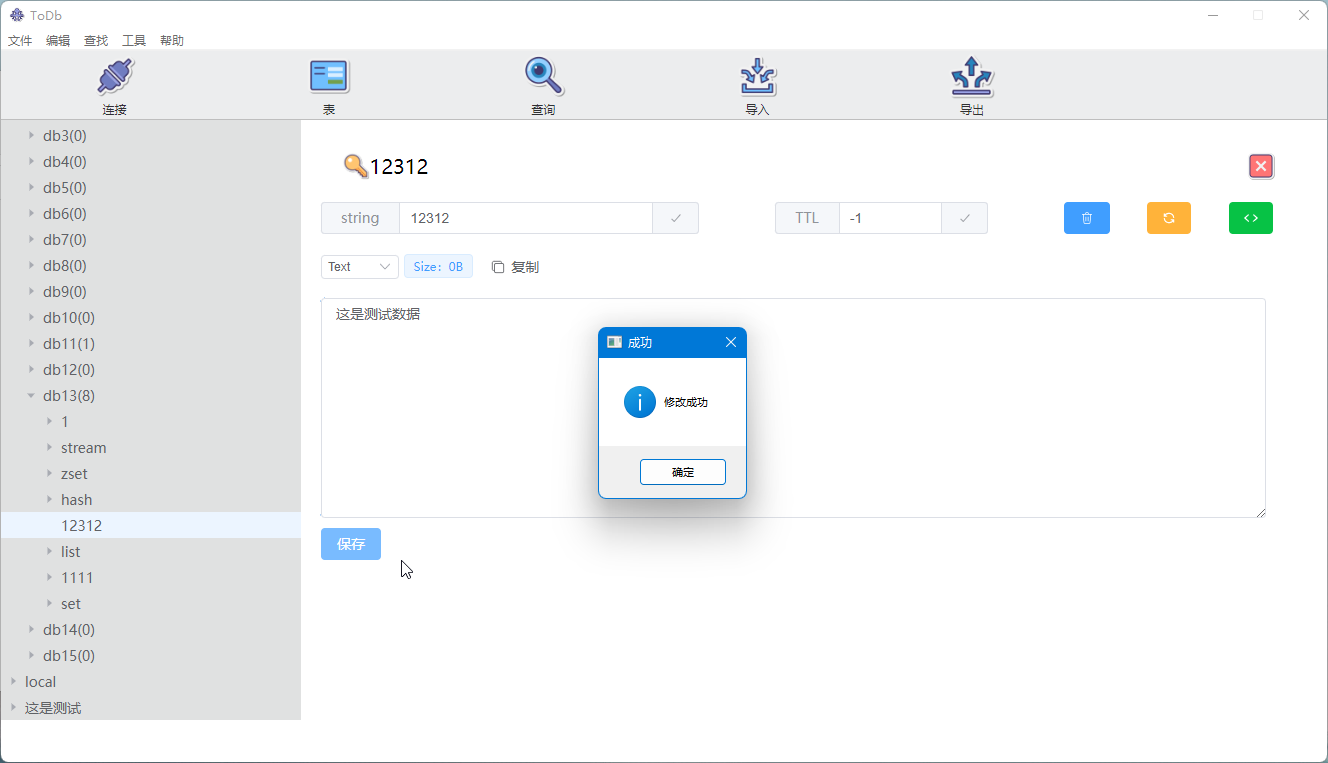 ToDb
文件 编辑 查找 工具 帮助
连接 表 查询 导入 导出
db3(0)
db4(0)
db5(0)
db6(0)
db7(0)
db8(0)
db9(0)
db10(0)
db11(1)
db12(0)
db13(8)
1
stream
zset
hash
12312
list
1111
set
db14(0)
db15(0)
local
这是测试
12312
string 12312 TTL -1
Text Size: 0B 复制
这是测试数据
保存
成功
修改成功
确定